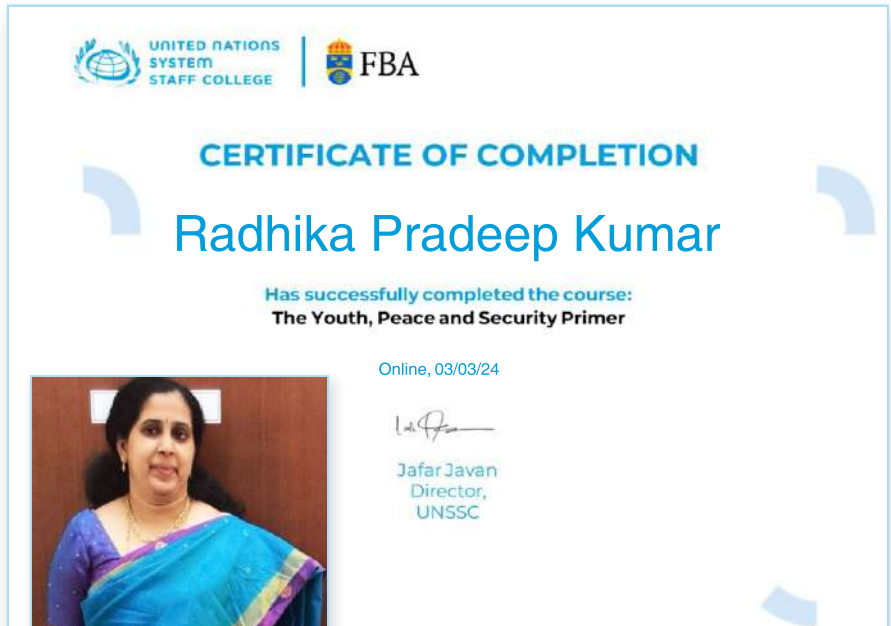 UNITED NATIONS
SYSTEM
STAFF COLLEGE
FBA
CERTIFICATE OF COMPLETION
Radhika Pradeep Kumar
Has successfully completed the course:
The Youth, Peace and Security Primer
Online, 03/03/24
Jafar Javan
Director,
UNSSC